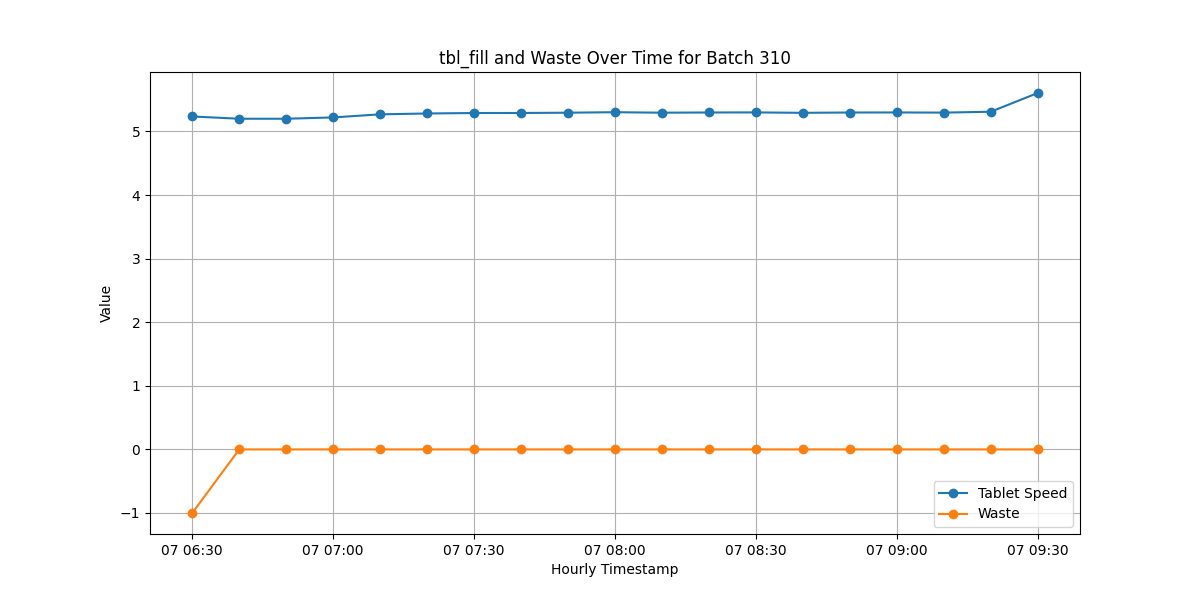 tbl_fill and Waste Over Time for Batch 310
Value
5
4
3
2
1
0
−1
Tablet Speed
Waste
07 06:30 07 07:00 07 07:30 07 08:00 07 08:30 07 09:00 07 09:30
Hourly Timestamp